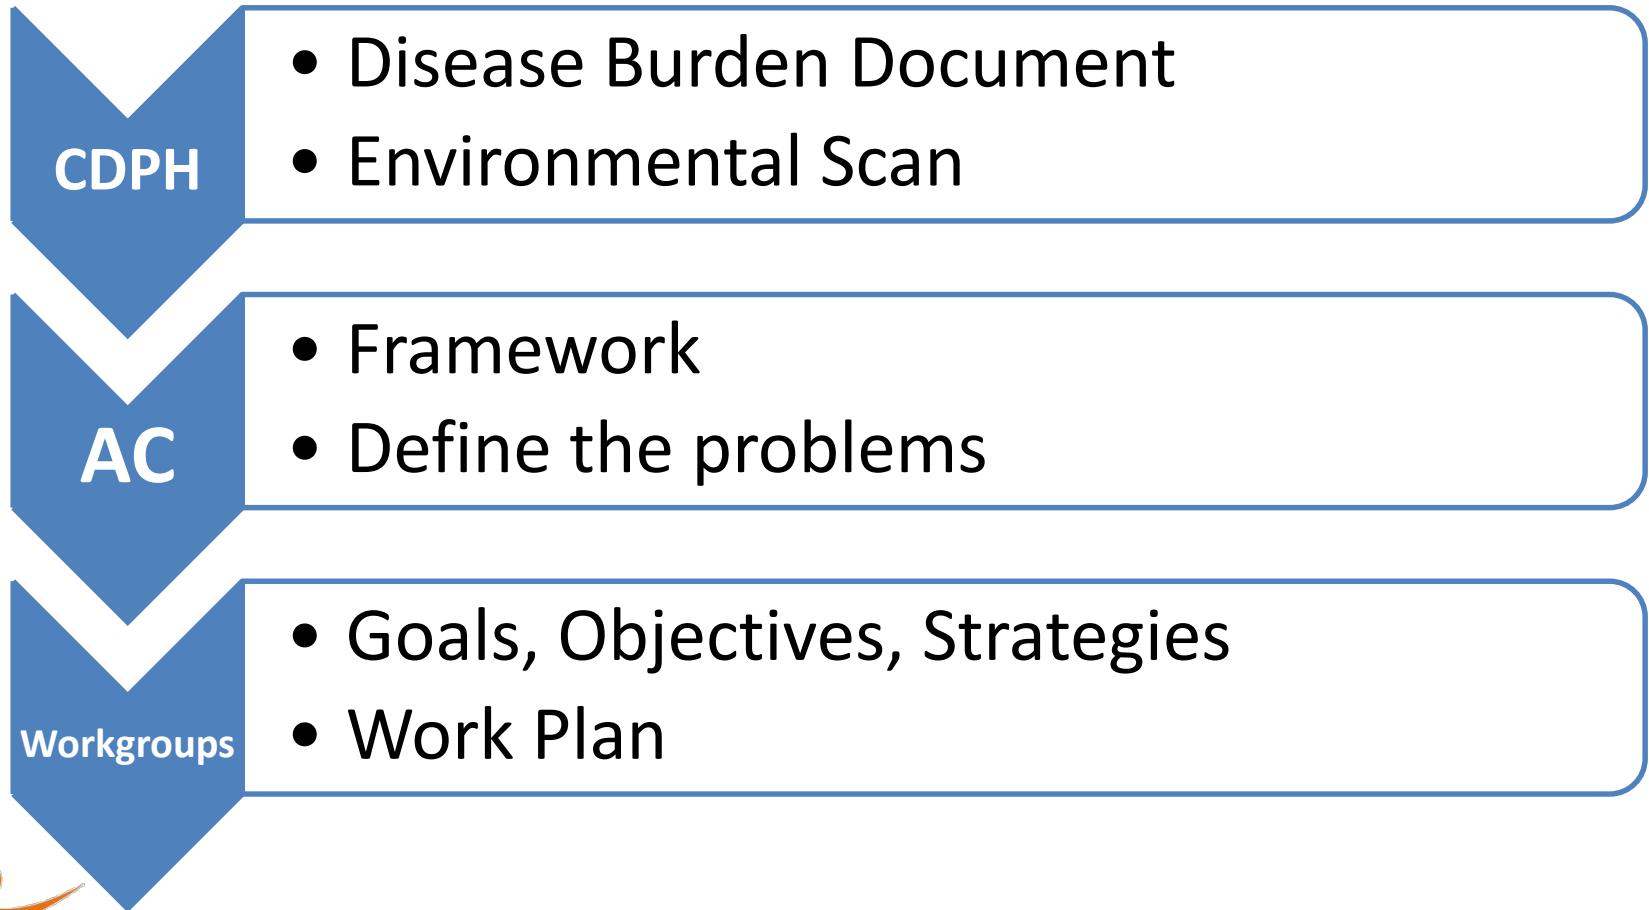 CDPH
• Disease Burden Document
• Environmental Scan
AC
• Framework
• Define the problems
Workgroups
• Goals, Objectives, Strategies
• Work Plan